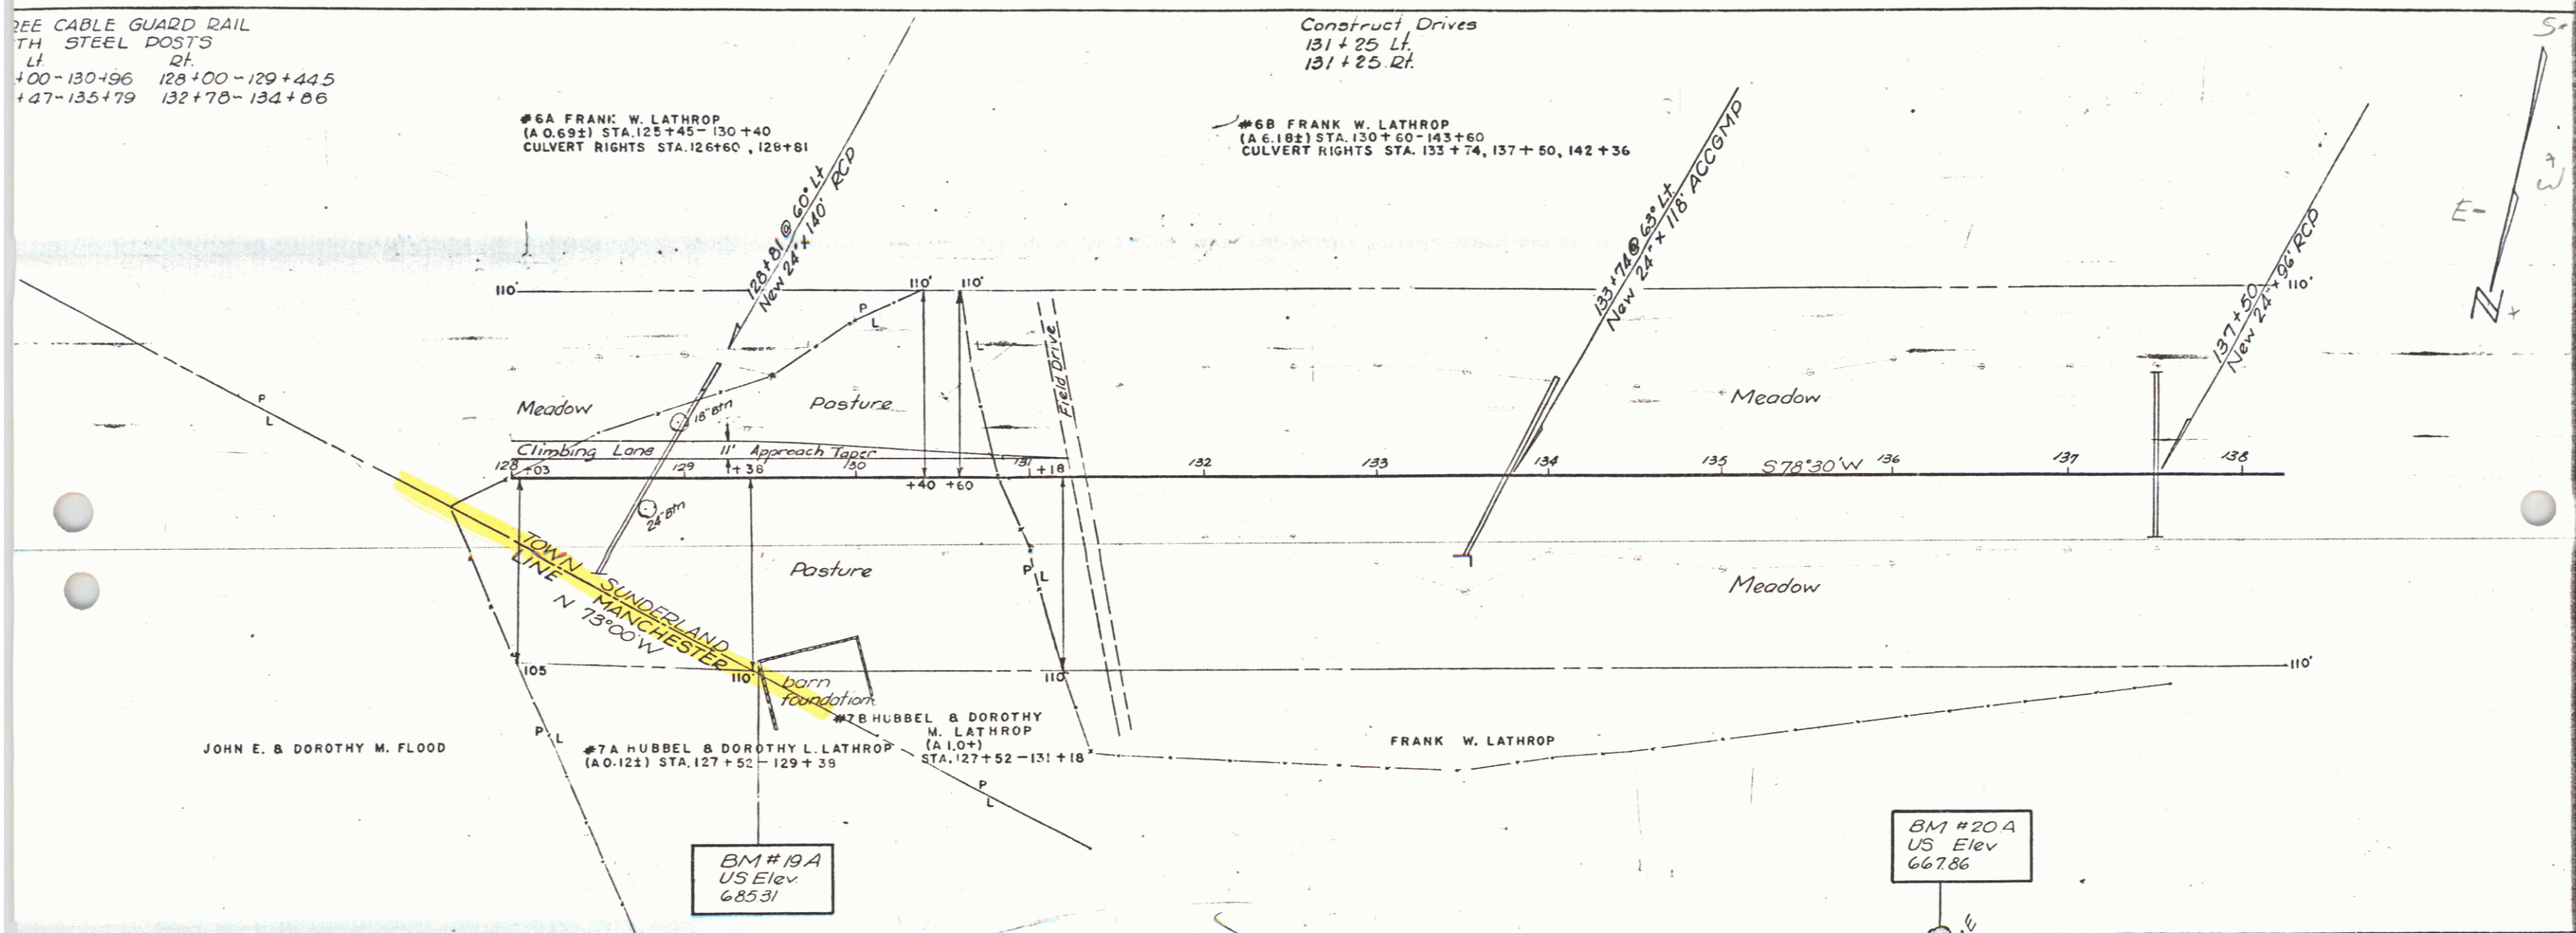 REE CABLE GUARD RAIL
TH STEEL POSTS
Lt. Rt.
+00-130+96 128+00-129+44.5
+47-135+79 132+78-134+86
Construct Drives
131+25 Lt.
131+25 Rt.
#6A FRANK W. LATHROP
(A 0.69±) STA. 125+45-130+40
CULVERT RIGHTS STA. 126+60, 128+81
#6B FRANK W. LATHROP
(A 6.18±) STA. 130+60-143+60
CULVERT RIGHTS STA. 133+74, 137+50, 142+36
128+81 @ 60° Lt
New 24" x 140' RCP
133+74 @ 63° Lt.
New 24" x 118' ACCGMP
137+50
New 24" x 96' RCP
S-
+
W
E-
N
+
110'
110'
110'
110'
P
L
P
L
L
Field Drive
Meadow
Pasture
Meadow
18" Btn
Climbing Lane 11' Approach Taper
128 +03 129 +38 130 131 +18 132 133 134 135 S78°30'W 136 137 138
+40 +60
24" Btn
TOWN LINE
SUNDERLAND
MANCHESTER
N 73°00'W
Pasture
P
L
Meadow
105
110'
110'
110'
barn
foundation
P
L
JOHN E. & DOROTHY M. FLOOD
#7A HUBBEL & DOROTHY L. LATHROP
(A 0.12±) STA. 127+52-129+38
#7B HUBBEL & DOROTHY
M. LATHROP
(A 1.0+)
STA. 127+52-131+18
FRANK W. LATHROP
P
L
BM #19A
US Elev.
685.31
BM #20A
US Elev
667.86
E